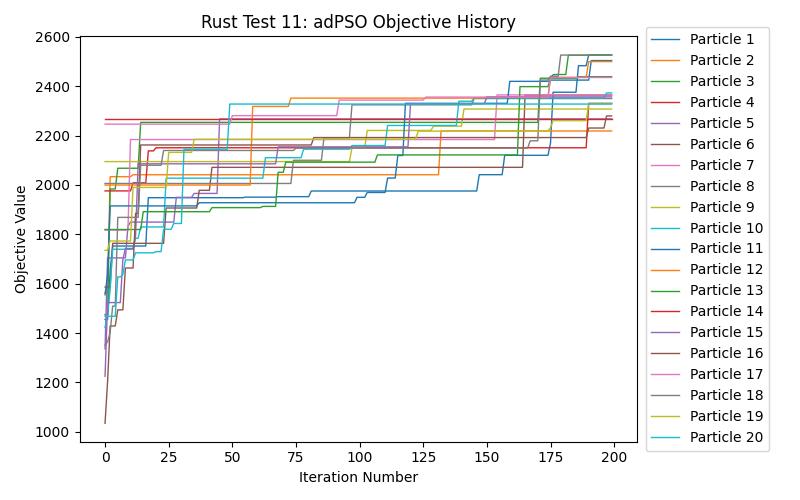 Rust Test 11: adPSO Objective History
2600
2400
2200
2000
1800
1600
1400
1200
1000
Objective Value
0
25
50
75
100
125
150
175
200
Iteration Number
Particle 1
Particle 2
Particle 3
Particle 4
Particle 5
Particle 6
Particle 7
Particle 8
Particle 9
Particle 10
Particle 11
Particle 12
Particle 13
Particle 14
Particle 15
Particle 16
Particle 17
Particle 18
Particle 19
Particle 20